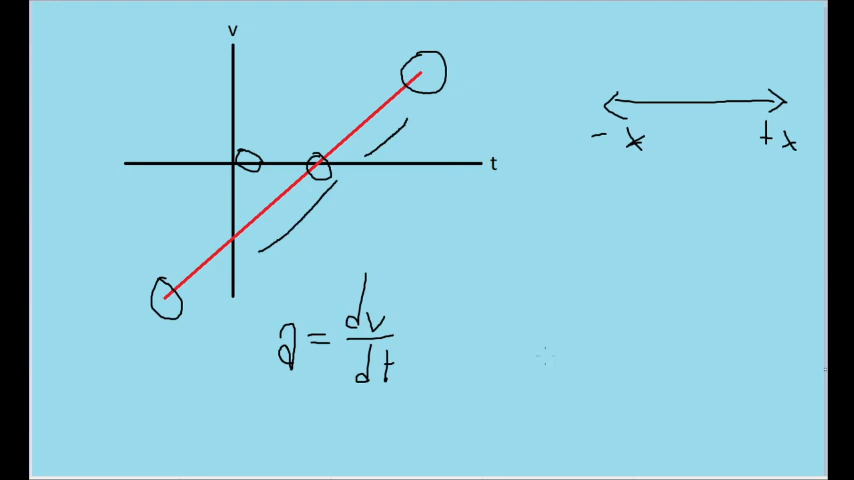 v
t
- x
+ x
a = dv/dt